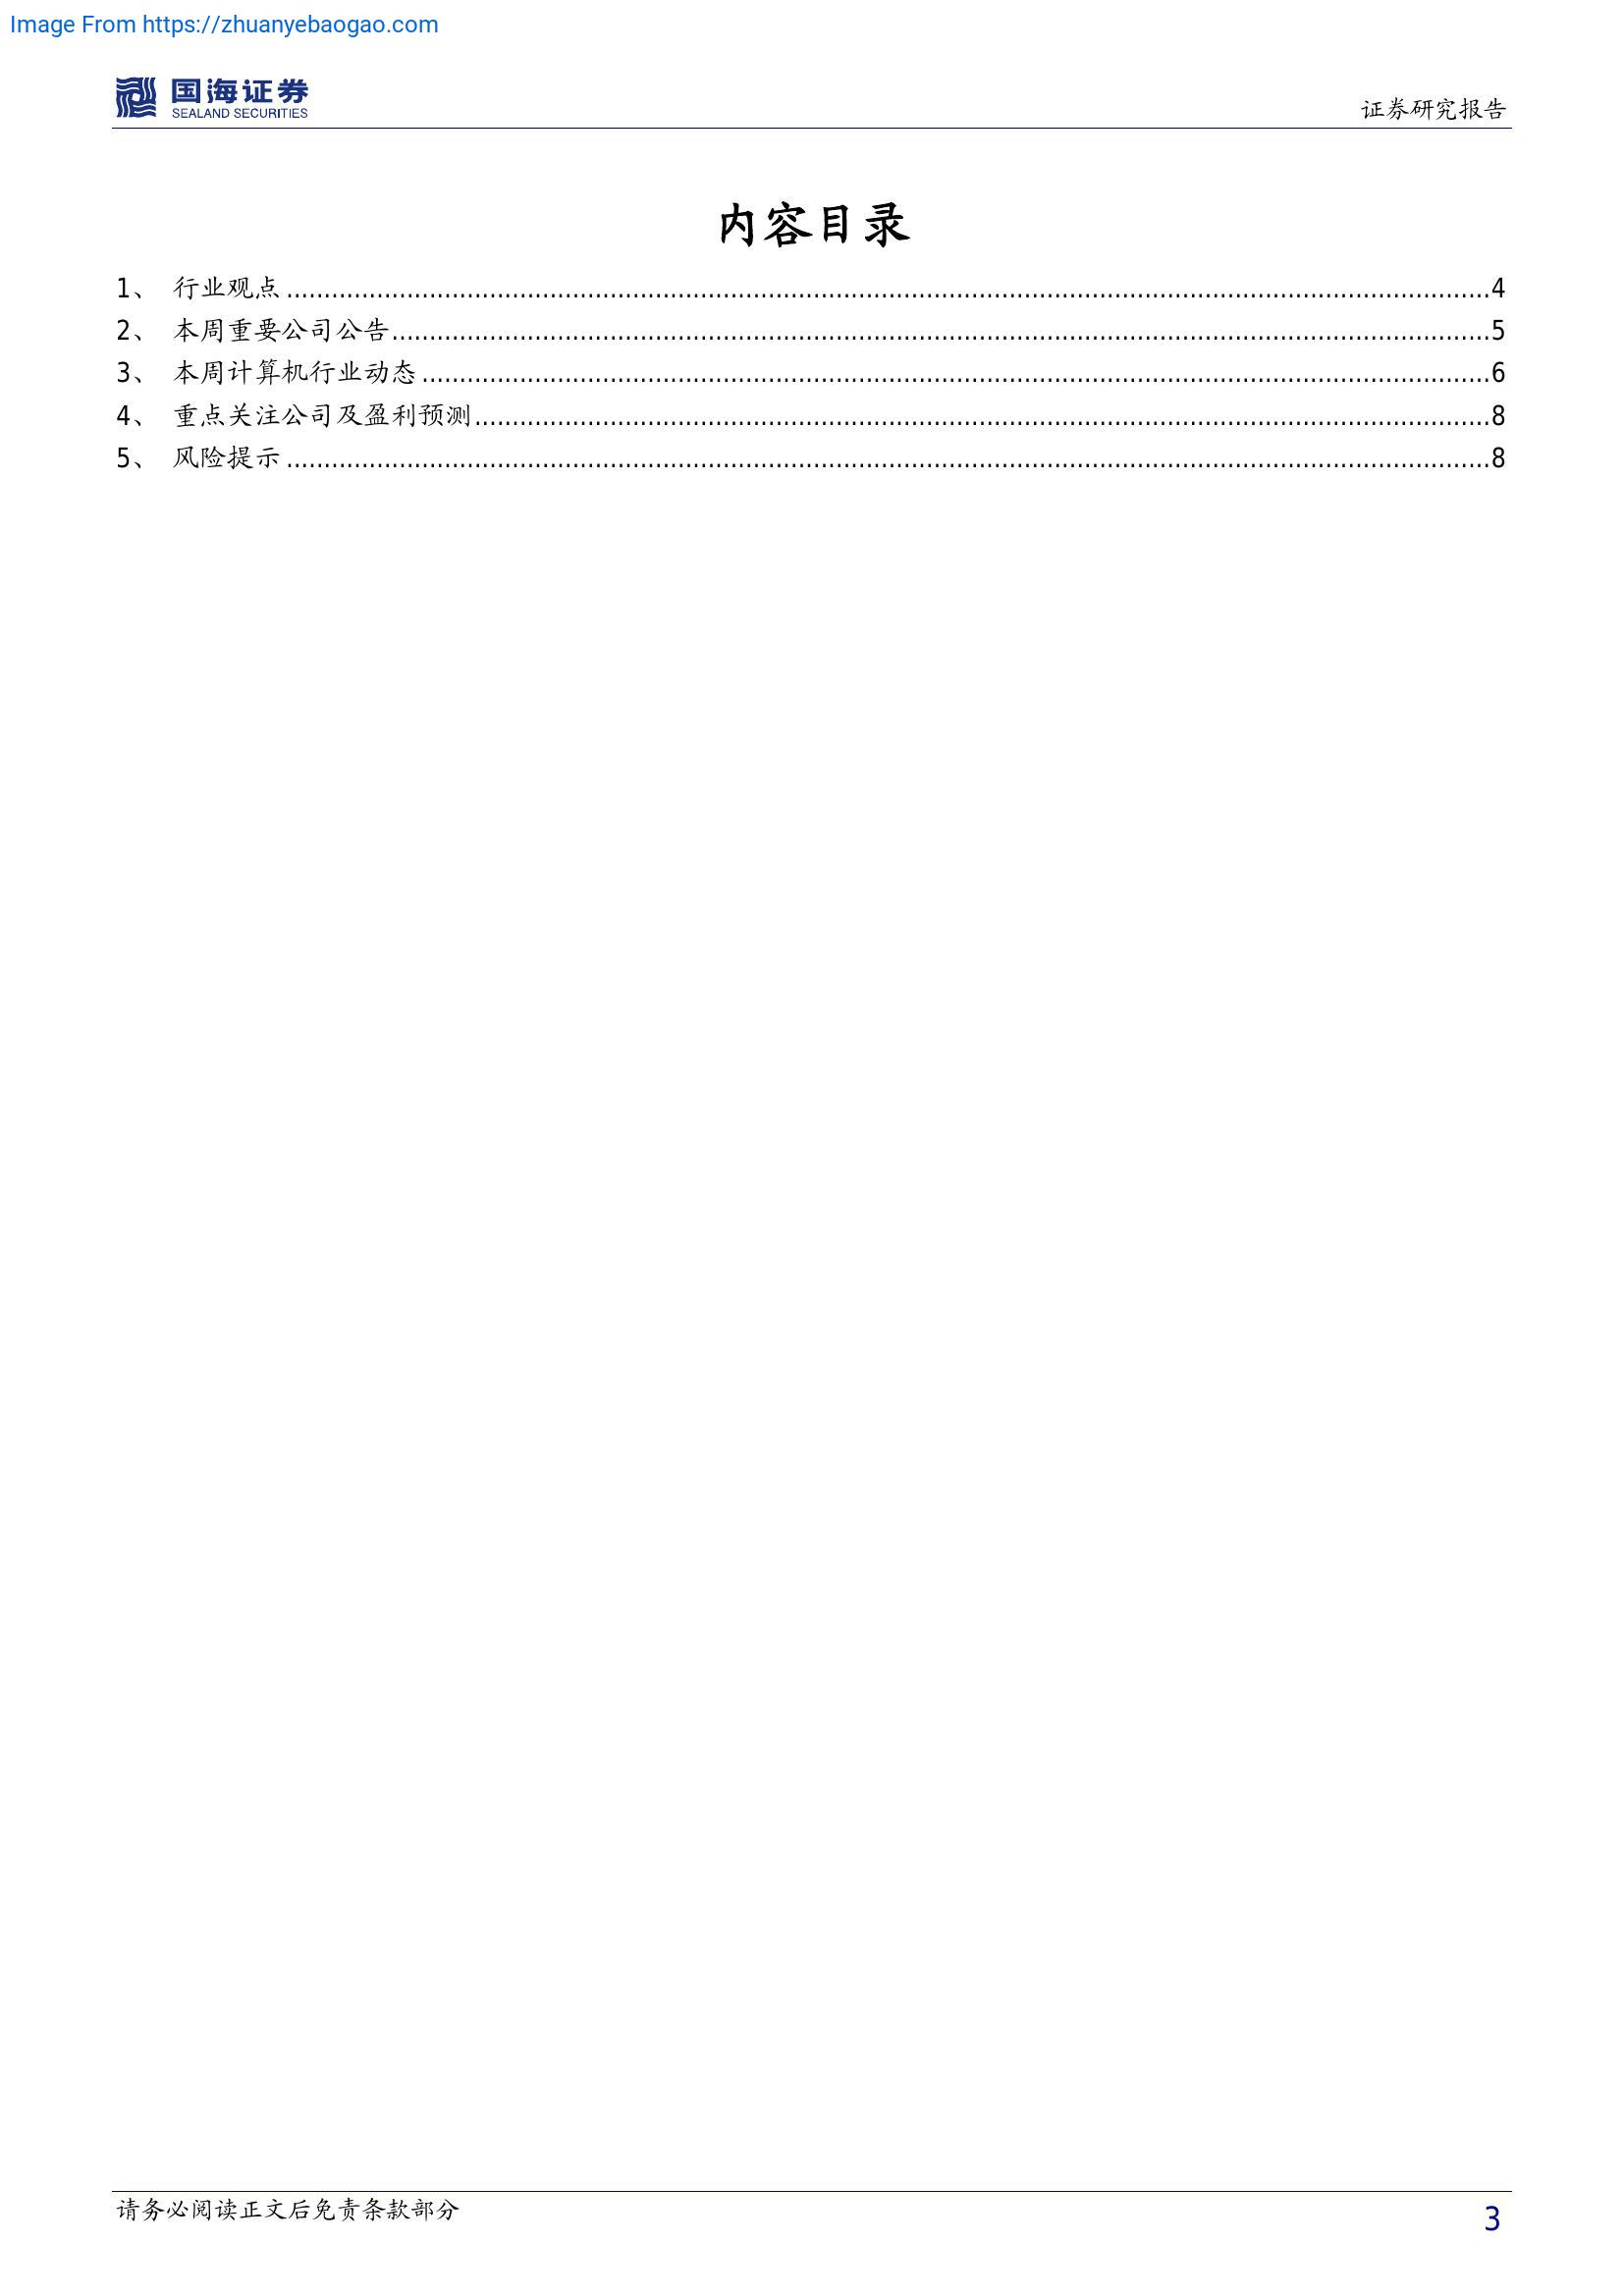 Image From https://zhuanyebaogao.com
国海证券
SEALAND SECURITIES
证券研究报告
内容目录
1、 行业观点........................................................4
2、 本周重要公司公告........................................................5
3、 本周计算机行业动态........................................................6
4、 重点关注公司及盈利预测........................................................8
5、 风险提示........................................................8
请务必阅读正文后免责条款部分
3